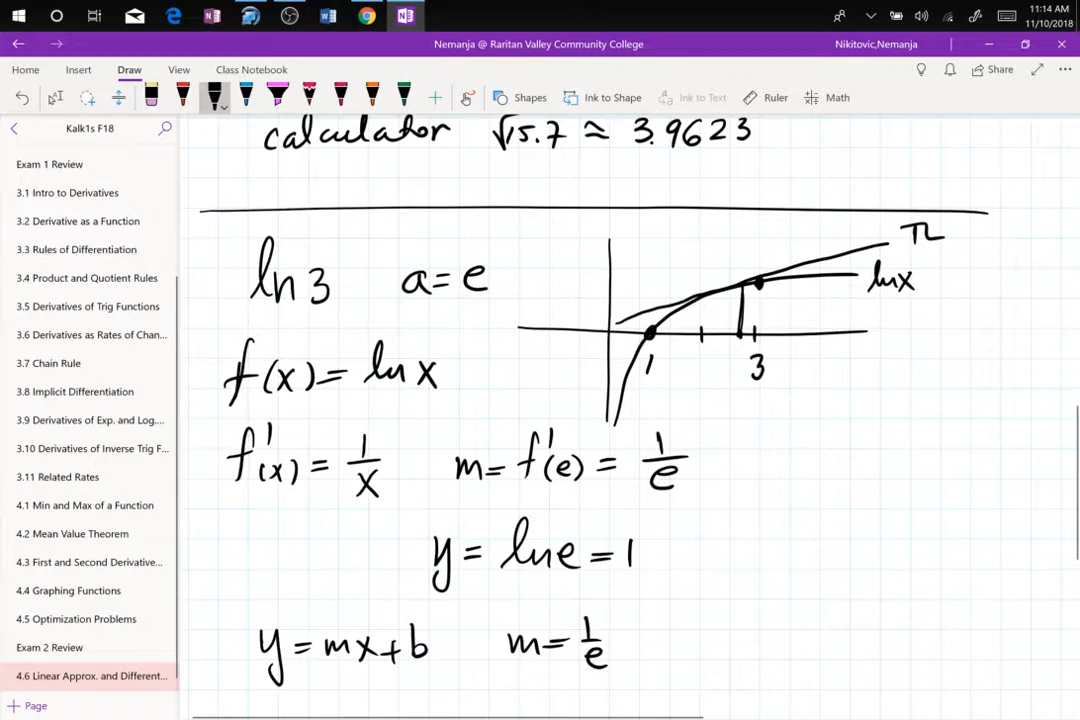 11:14 AM
11/10/2018
Nemanja @ Raritan Valley Community College
Nikitovic,Nemanja
Home Insert Draw View Class Notebook
Share
Shapes Ink to Shape Ink to Text Ruler Math
Kalk1s F18
Exam 1 Review
3.1 Intro to Derivatives
3.2 Derivative as a Function
3.3 Rules of Differentiation
3.4 Product and Quotient Rules
3.5 Derivatives of Trig Functions
3.6 Derivatives as Rates of Chan...
3.7 Chain Rule
3.8 Implicit Differentiation
3.9 Derivatives of Exp. and Log....
3.10 Derivatives of Inverse Trig F...
3.11 Related Rates
4.1 Min and Max of a Function
4.2 Mean Value Theorem
4.3 First and Second Derivative...
4.4 Graphing Functions
4.5 Optimization Problems
Exam 2 Review
4.6 Linear Approx. and Different...
Page
calculator √15.7 ≈ 3.9623
ln 3 a = e
TL
ln x
1 3
f(x) = ln x
f'(x) = 1/x m = f'(e) = 1/e
y = ln e = 1
y = mx + b m = 1/e